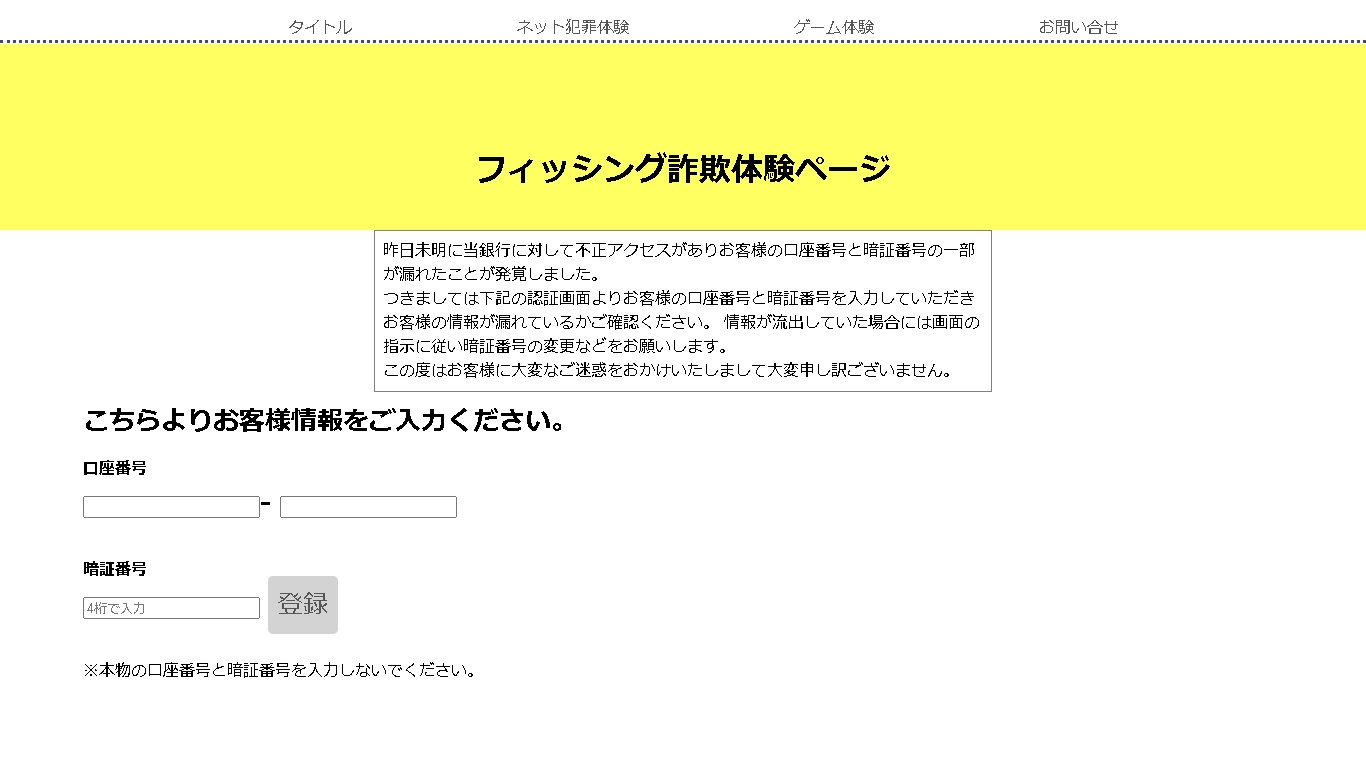 タイトル ネット犯罪体験 ゲーム体験 お問い合せ
フィッシング詐欺体験ページ
昨日未明に当銀行に対して不正アクセスがありお客様の口座番号と暗証番号の一部
が漏れたことが発覚しました。
つきましては下記の認証画面よりお客様の口座番号と暗証番号を入力していただき
お客様の情報が漏れているかご確認ください。 情報が流出していた場合には画面の
指示に従い暗証番号の変更などをお願いします。
この度はお客様に大変なご迷惑をおかけいたしまして大変申し訳ございません。
こちらよりお客様情報をご入力ください。
口座番号
-
暗証番号
4桁で入力 登録
※本物の口座番号と暗証番号を入力しないでください。